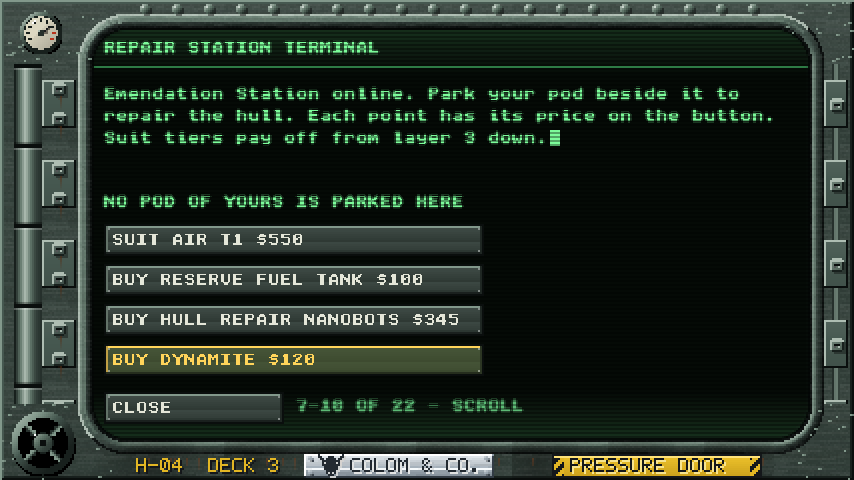 REPAIR STATION TERMINAL
Emendation Station online. Park your pod beside it to
repair the hull. Each point has its price on the button.
Suit tiers pay off from layer 3 down.
NO POD OF YOURS IS PARKED HERE
SUIT AIR T1 $550
BUY RESERVE FUEL TANK $100
BUY HULL REPAIR NANOBOTS $345
BUY DYNAMITE $120
CLOSE
7-10 OF 22 - SCROLL
H-04 DECK 3
COLOM & CO.
PRESSURE DOOR